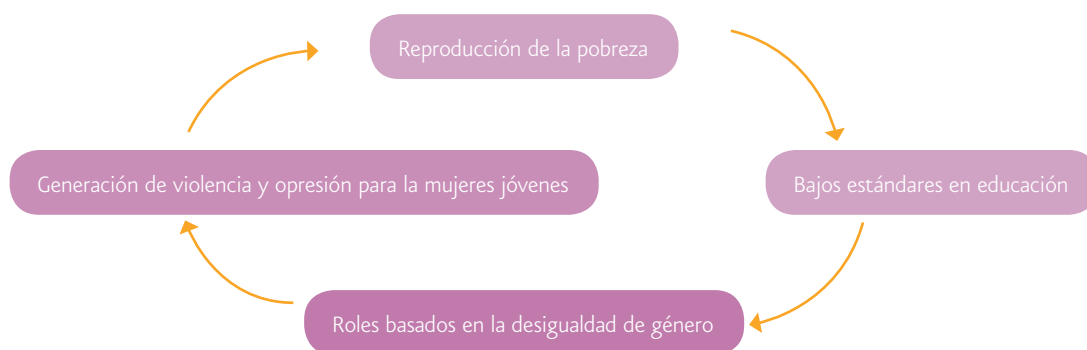 Reproducción de la pobreza
Generación de violencia y opresión para la mujeres jóvenes
Bajos estándares en educación
Roles basados en la desigualdad de género